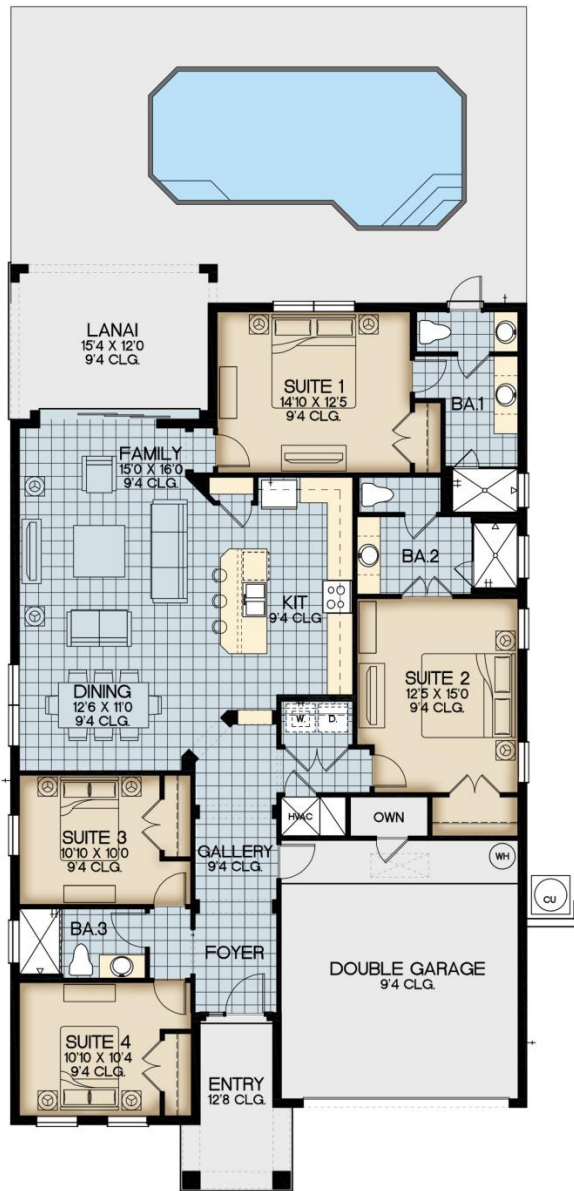 LANAI
15'4 X 12'0
9'4 CLG.
SUITE 1
14'10 X 12'5
9'4 CLG.
BA.1
FAMILY
15'0 X 16'0
9'4 CLG.
BA.2
KIT
9'4 CLG
DINING
12'6 X 11'0
9'4 CLG.
SUITE 2
12'5 X 15'0
9'4 CLG.
W.
D.
HVAC
OWN
WH
CU
SUITE 3
10'10 X 10'0
9'4 CLG.
GALLERY
9'4 CLG.
BA.3
FOYER
DOUBLE GARAGE
9'4 CLG.
SUITE 4
10'10 X 10'4
9'4 CLG.
ENTRY
12'8 CLG.